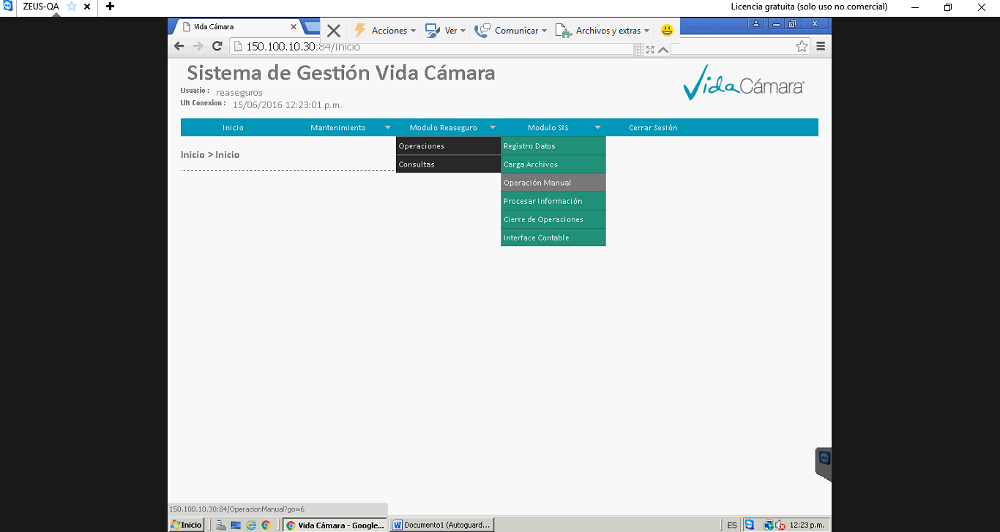 ZEUS-QA
Licencia gratuita (solo uso no comercial)
Vida Cámara
Acciones
Ver
Comunicar
Archivos y extras
150.100.10.30:84/Inicio
Sistema de Gestión Vida Cámara
Usuario : reaseguros
Ult Conexion : 15/06/2016 12:23:01 p.m.
VidaCámara®
Inicio Mantenimiento Modulo Reaseguro Modulo SIS Cerrar Sesión
Inicio > Inicio
Operaciones
Consultas
Registro Datos
Carga Archivos
Operación Manual
Procesar Información
Cierre de Operaciones
Interface Contable
150.100.10.30:84/OperacionManual?go=6
Inicio
Vida Cámara - Google...
Documento1 (Autoguard...
ES
12:23 p.m.